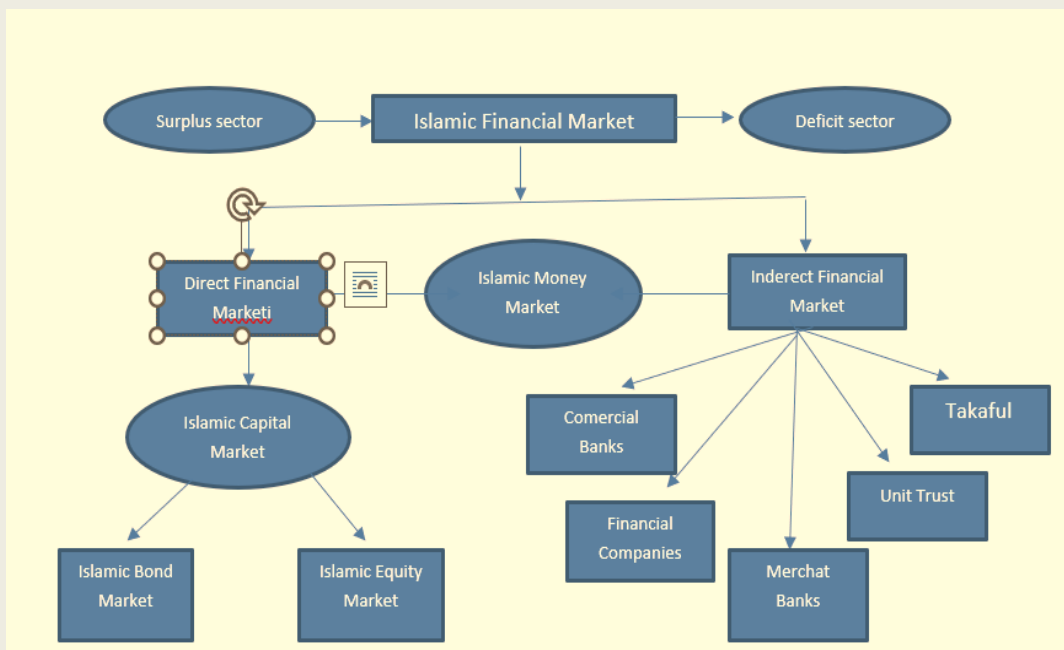 Surplus sector
Islamic Financial Market
Deficit sector
Direct Financial
Marketi
Islamic Money
Market
Inderect Financial
Market
Islamic Capital
Market
Comercial
Banks
Takaful
Unit Trust
Financial
Companies
Islamic Bond
Market
Islamic Equity
Market
Merchat
Banks